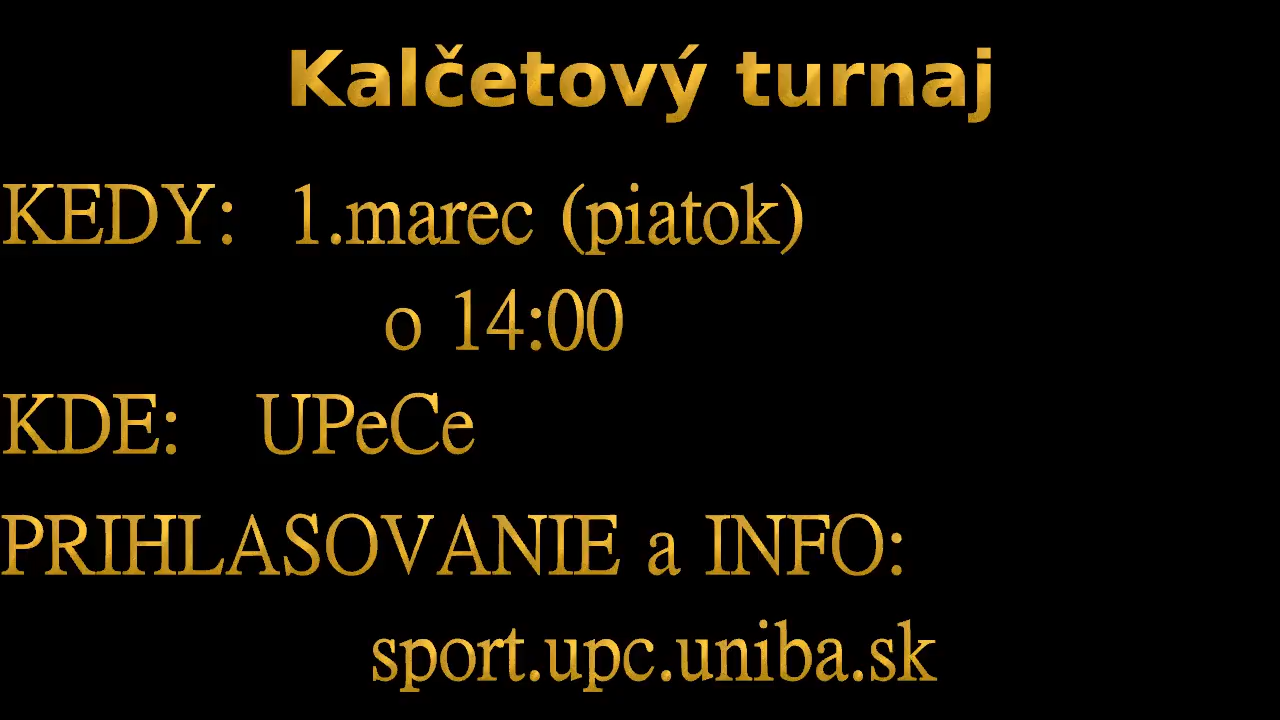 Kalčetový turnaj
KEDY: 1.marec (piatok)
o 14:00
KDE: UPeCe
PRIHLASOVANIE a INFO:
sport.upc.uniba.sk